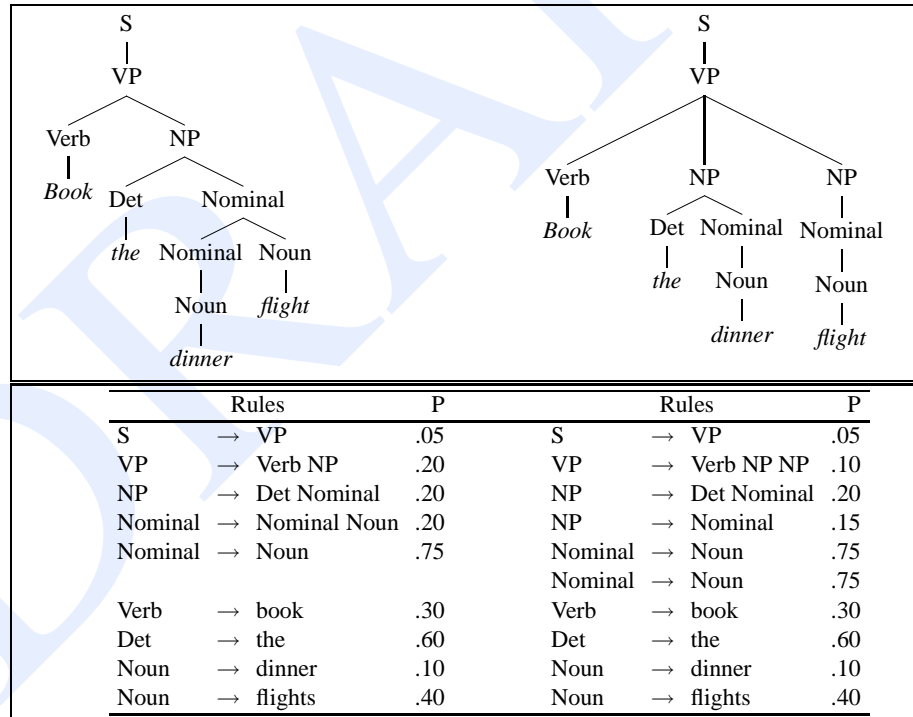 S S
VP VP
Verb NP Verb NP NP
Book Det Nominal Book Det Nominal Nominal
the Nominal Noun the Noun Noun
Noun flight dinner flight
dinner
Rules P Rules P
S → VP .05 S → VP .05
VP → Verb NP .20 VP → Verb NP NP .10
NP → Det Nominal .20 NP → Det Nominal .20
Nominal → Nominal Noun .20 NP → Nominal .15
Nominal → Noun .75 Nominal → Noun .75
Nominal → Noun .75
Verb → book .30 Verb → book .30
Det → the .60 Det → the .60
Noun → dinner .10 Noun → dinner .10
Noun → flights .40 Noun → flights .40
DRAF